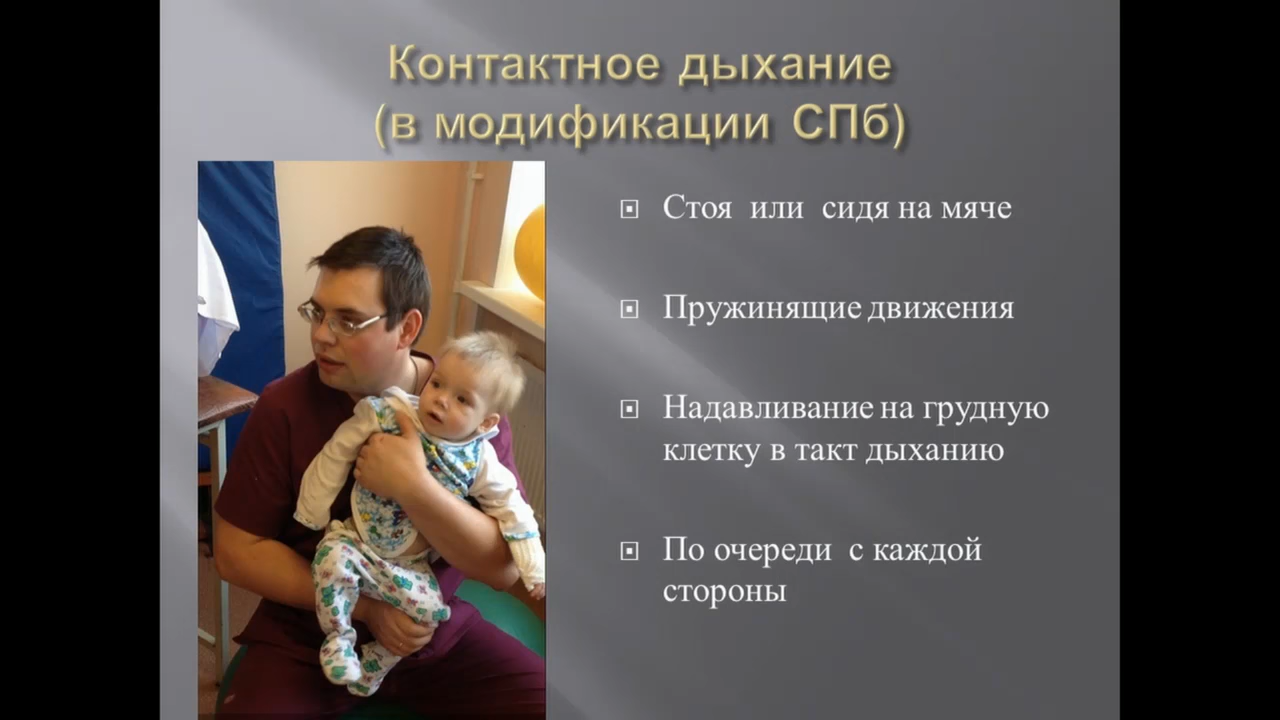 Контактное дыхание
(в модификации СПб)
Стоя или сидя на мяче
Пружинящие движения
Надавливание на грудную
клетку в такт дыханию
По очереди с каждой
стороны